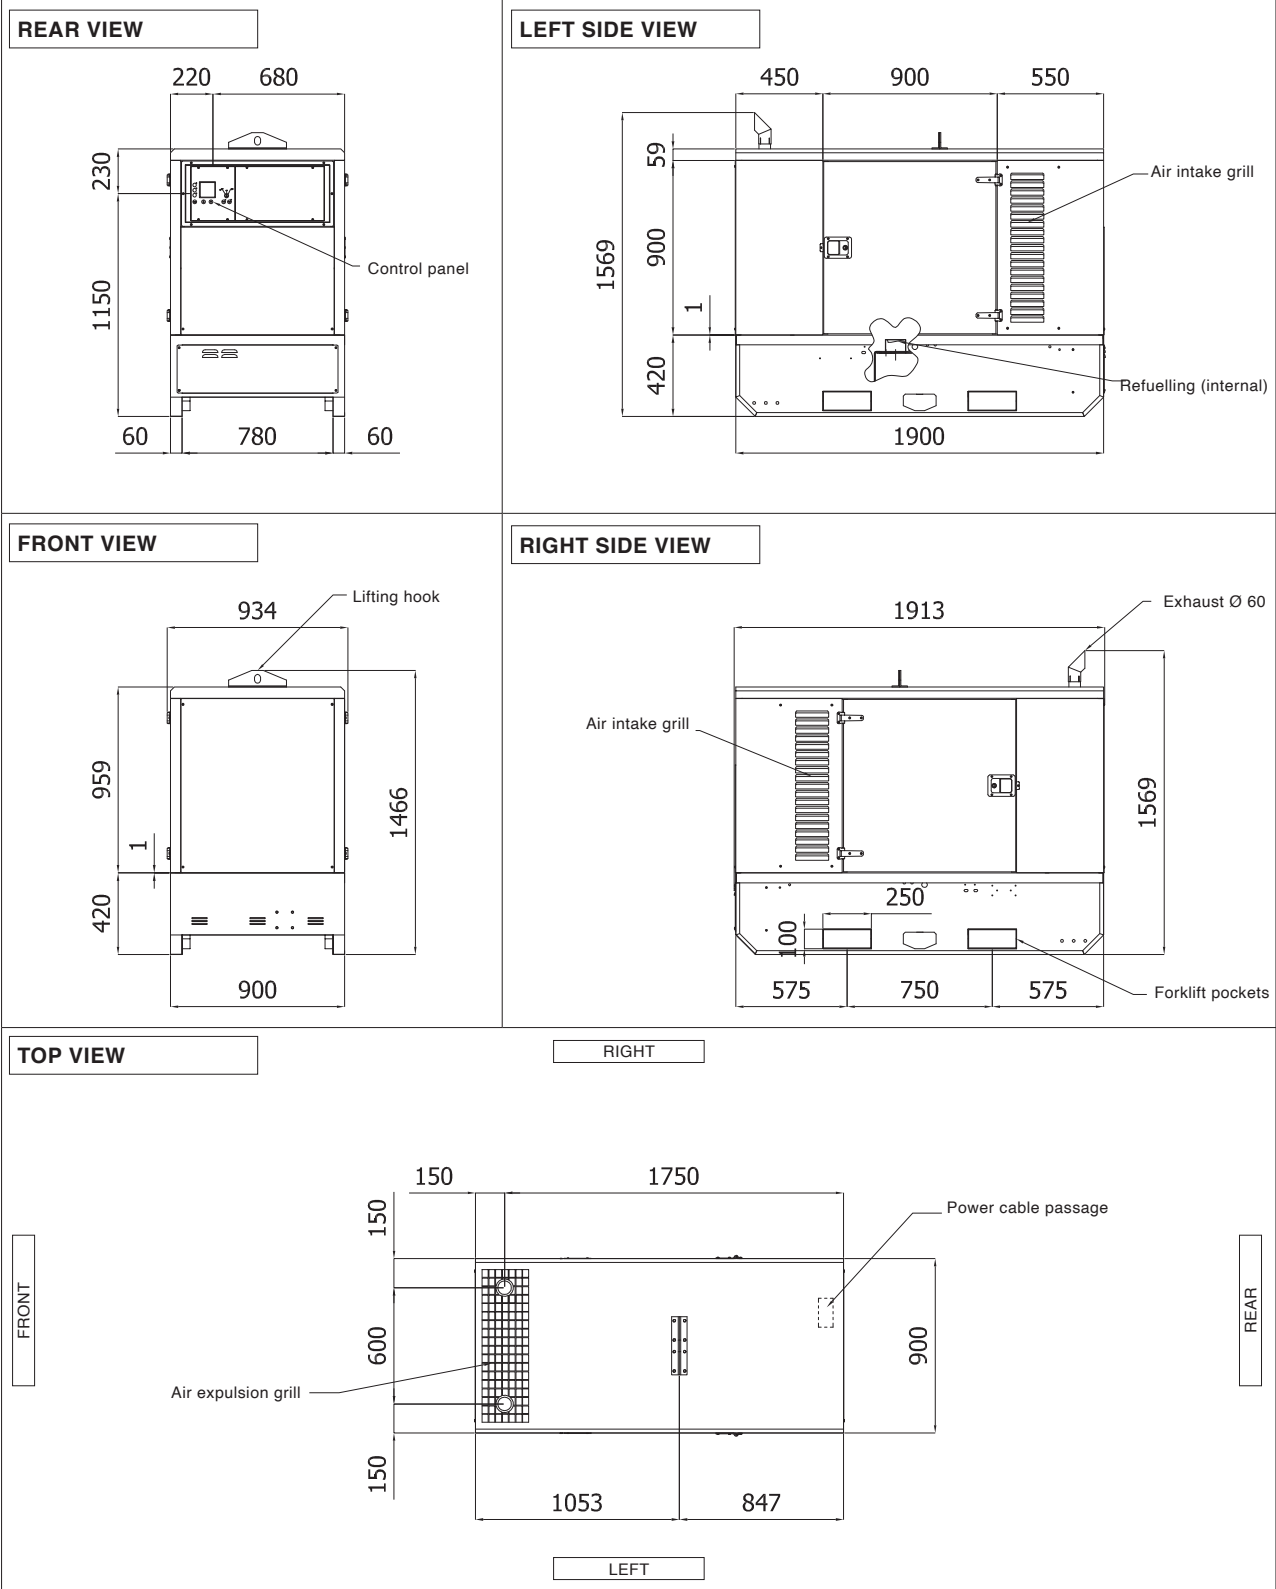 REAR VIEW
220 680
230
1150
Control panel
60 780 60
LEFT SIDE VIEW
450 900 550
59
Air intake grill
900
1569
1
420
Refuelling (internal)
1900
FRONT VIEW
934
Lifting hook
959
1466
1
420
900
RIGHT SIDE VIEW
1913
Exhaust Ø 60
Air intake grill
1569
250
100
575 750 575
Forklift pockets
TOP VIEW
RIGHT
150 1750
150
Power cable passage
FRONT
600
900
REAR
Air expulsion grill
150
1053 847
LEFT